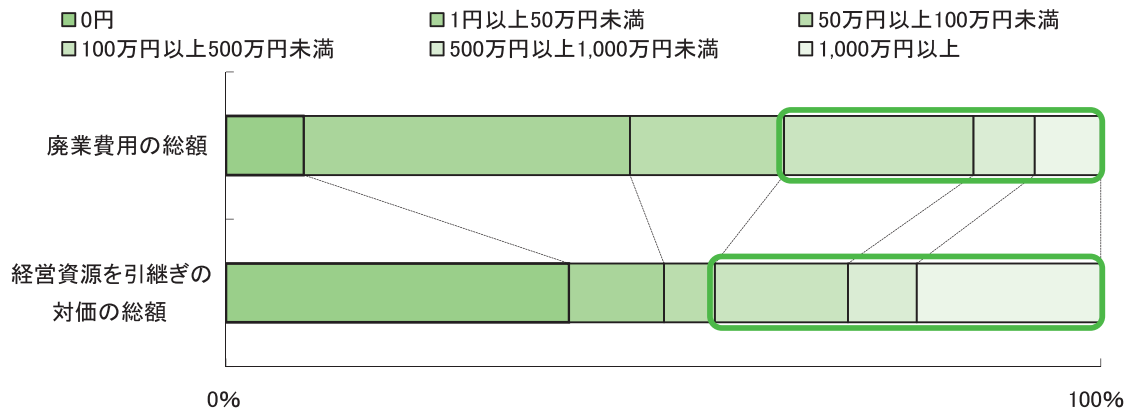 0円 1円以上50万円未満 50万円以上100万円未満
100万円以上500万円未満 500万円以上1,000万円未満 1,000万円以上
廃業費用の総額
経営資源を引継ぎの
対価の総額
0% 100%